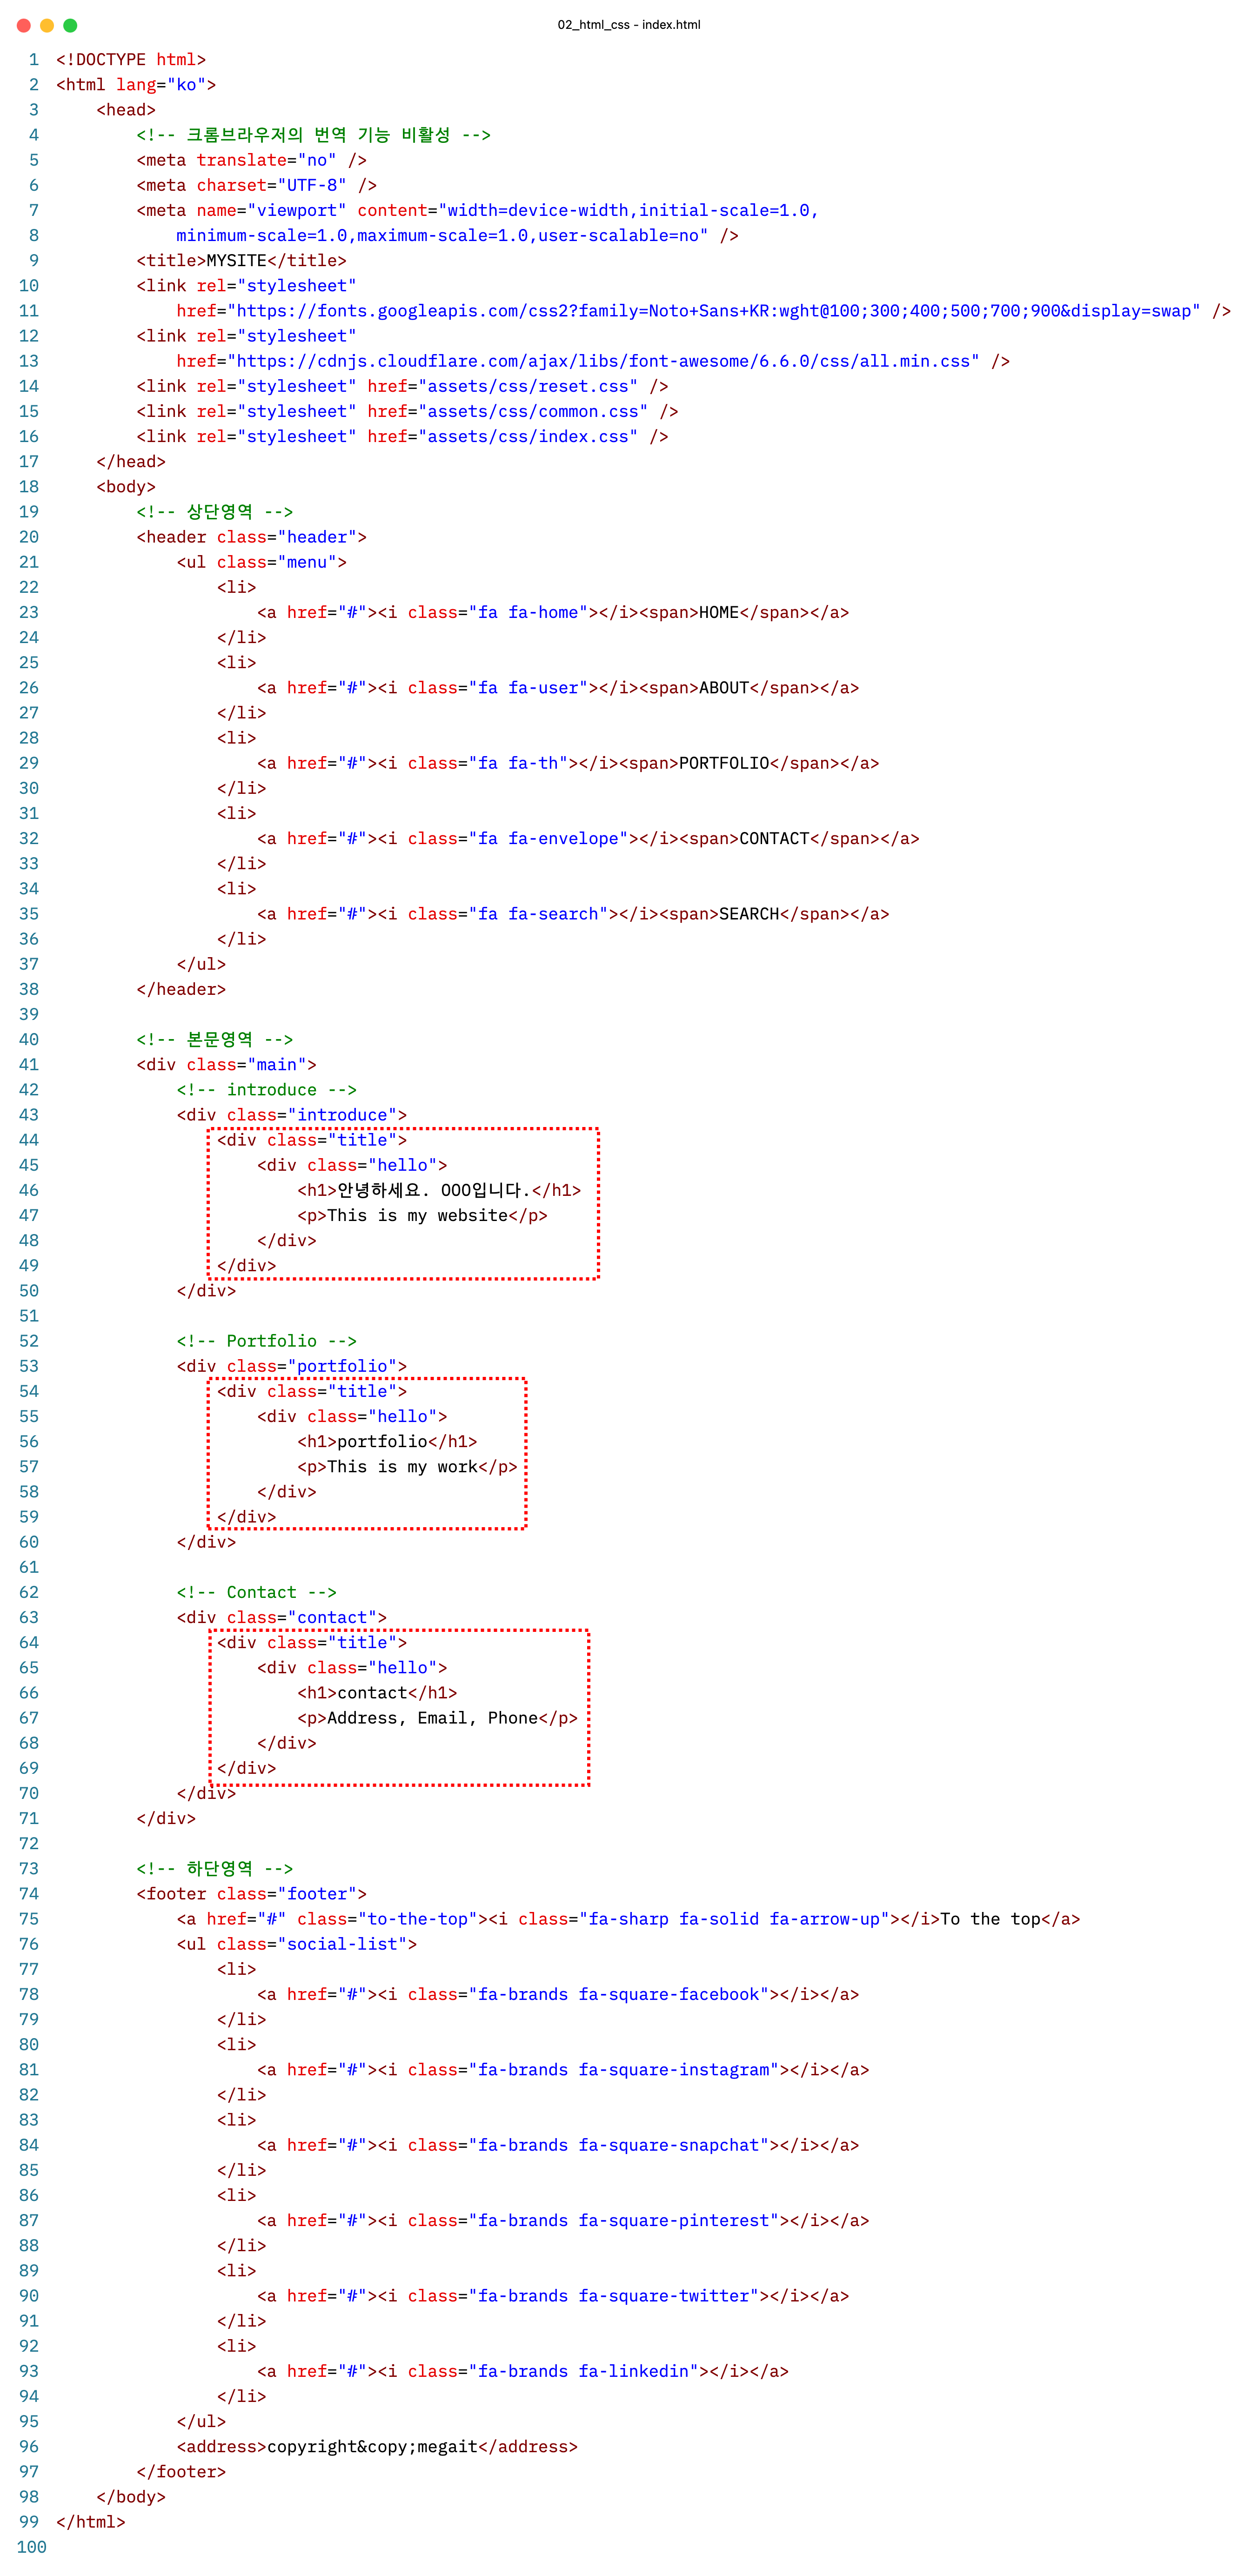 02_html_css - index.html
1 <!DOCTYPE html>
2 <html lang="ko">
3     <head>
4         <!-- 크롬브라우저의 번역 기능 비활성 -->
5         <meta translate="no" />
6         <meta charset="UTF-8" />
7         <meta name="viewport" content="width=device-width,initial-scale=1.0,
8             minimum-scale=1.0,maximum-scale=1.0,user-scalable=no" />
9         <title>MYSITE</title>
10         <link rel="stylesheet"
11             href="https://fonts.googleapis.com/css2?family=Noto+Sans+KR:wght@100;300;400;500;700;900&display=swap" />
12         <link rel="stylesheet"
13             href="https://cdnjs.cloudflare.com/ajax/libs/font-awesome/6.6.0/css/all.min.css" />
14         <link rel="stylesheet" href="assets/css/reset.css" />
15         <link rel="stylesheet" href="assets/css/common.css" />
16         <link rel="stylesheet" href="assets/css/index.css" />
17     </head>
18     <body>
19         <!-- 상단영역 -->
20         <header class="header">
21             <ul class="menu">
22                 <li>
23                     <a href="#"><i class="fa fa-home"></i><span>HOME</span></a>
24                 </li>
25                 <li>
26                     <a href="#"><i class="fa fa-user"></i><span>ABOUT</span></a>
27                 </li>
28                 <li>
29                     <a href="#"><i class="fa fa-th"></i><span>PORTFOLIO</span></a>
30                 </li>
31                 <li>
32                     <a href="#"><i class="fa fa-envelope"></i><span>CONTACT</span></a>
33                 </li>
34                 <li>
35                     <a href="#"><i class="fa fa-search"></i><span>SEARCH</span></a>
36                 </li>
37             </ul>
38         </header>
39
40         <!-- 본문영역 -->
41         <div class="main">
42             <!-- introduce -->
43             <div class="introduce">
44                 <div class="title">
45                     <div class="hello">
46                         <h1>안녕하세요. OOO입니다.</h1>
47                         <p>This is my website</p>
48                     </div>
49                 </div>
50             </div>
51
52             <!-- Portfolio -->
53             <div class="portfolio">
54                 <div class="title">
55                     <div class="hello">
56                         <h1>portfolio</h1>
57                         <p>This is my work</p>
58                     </div>
59                 </div>
60             </div>
61
62             <!-- Contact -->
63             <div class="contact">
64                 <div class="title">
65                     <div class="hello">
66                         <h1>contact</h1>
67                         <p>Address, Email, Phone</p>
68                     </div>
69                 </div>
70             </div>
71         </div>
72
73         <!-- 하단영역 -->
74         <footer class="footer">
75             <a href="#" class="to-the-top"><i class="fa-sharp fa-solid fa-arrow-up"></i>To the top</a>
76             <ul class="social-list">
77                 <li>
78                     <a href="#"><i class="fa-brands fa-square-facebook"></i></a>
79                 </li>
80                 <li>
81                     <a href="#"><i class="fa-brands fa-square-instagram"></i></a>
82                 </li>
83                 <li>
84                     <a href="#"><i class="fa-brands fa-square-snapchat"></i></a>
85                 </li>
86                 <li>
87                     <a href="#"><i class="fa-brands fa-square-pinterest"></i></a>
88                 </li>
89                 <li>
90                     <a href="#"><i class="fa-brands fa-square-twitter"></i></a>
91                 </li>
92                 <li>
93                     <a href="#"><i class="fa-brands fa-linkedin"></i></a>
94                 </li>
95             </ul>
96             <address>copyright&copy;megait</address>
97         </footer>
98     </body>
99 </html>
100